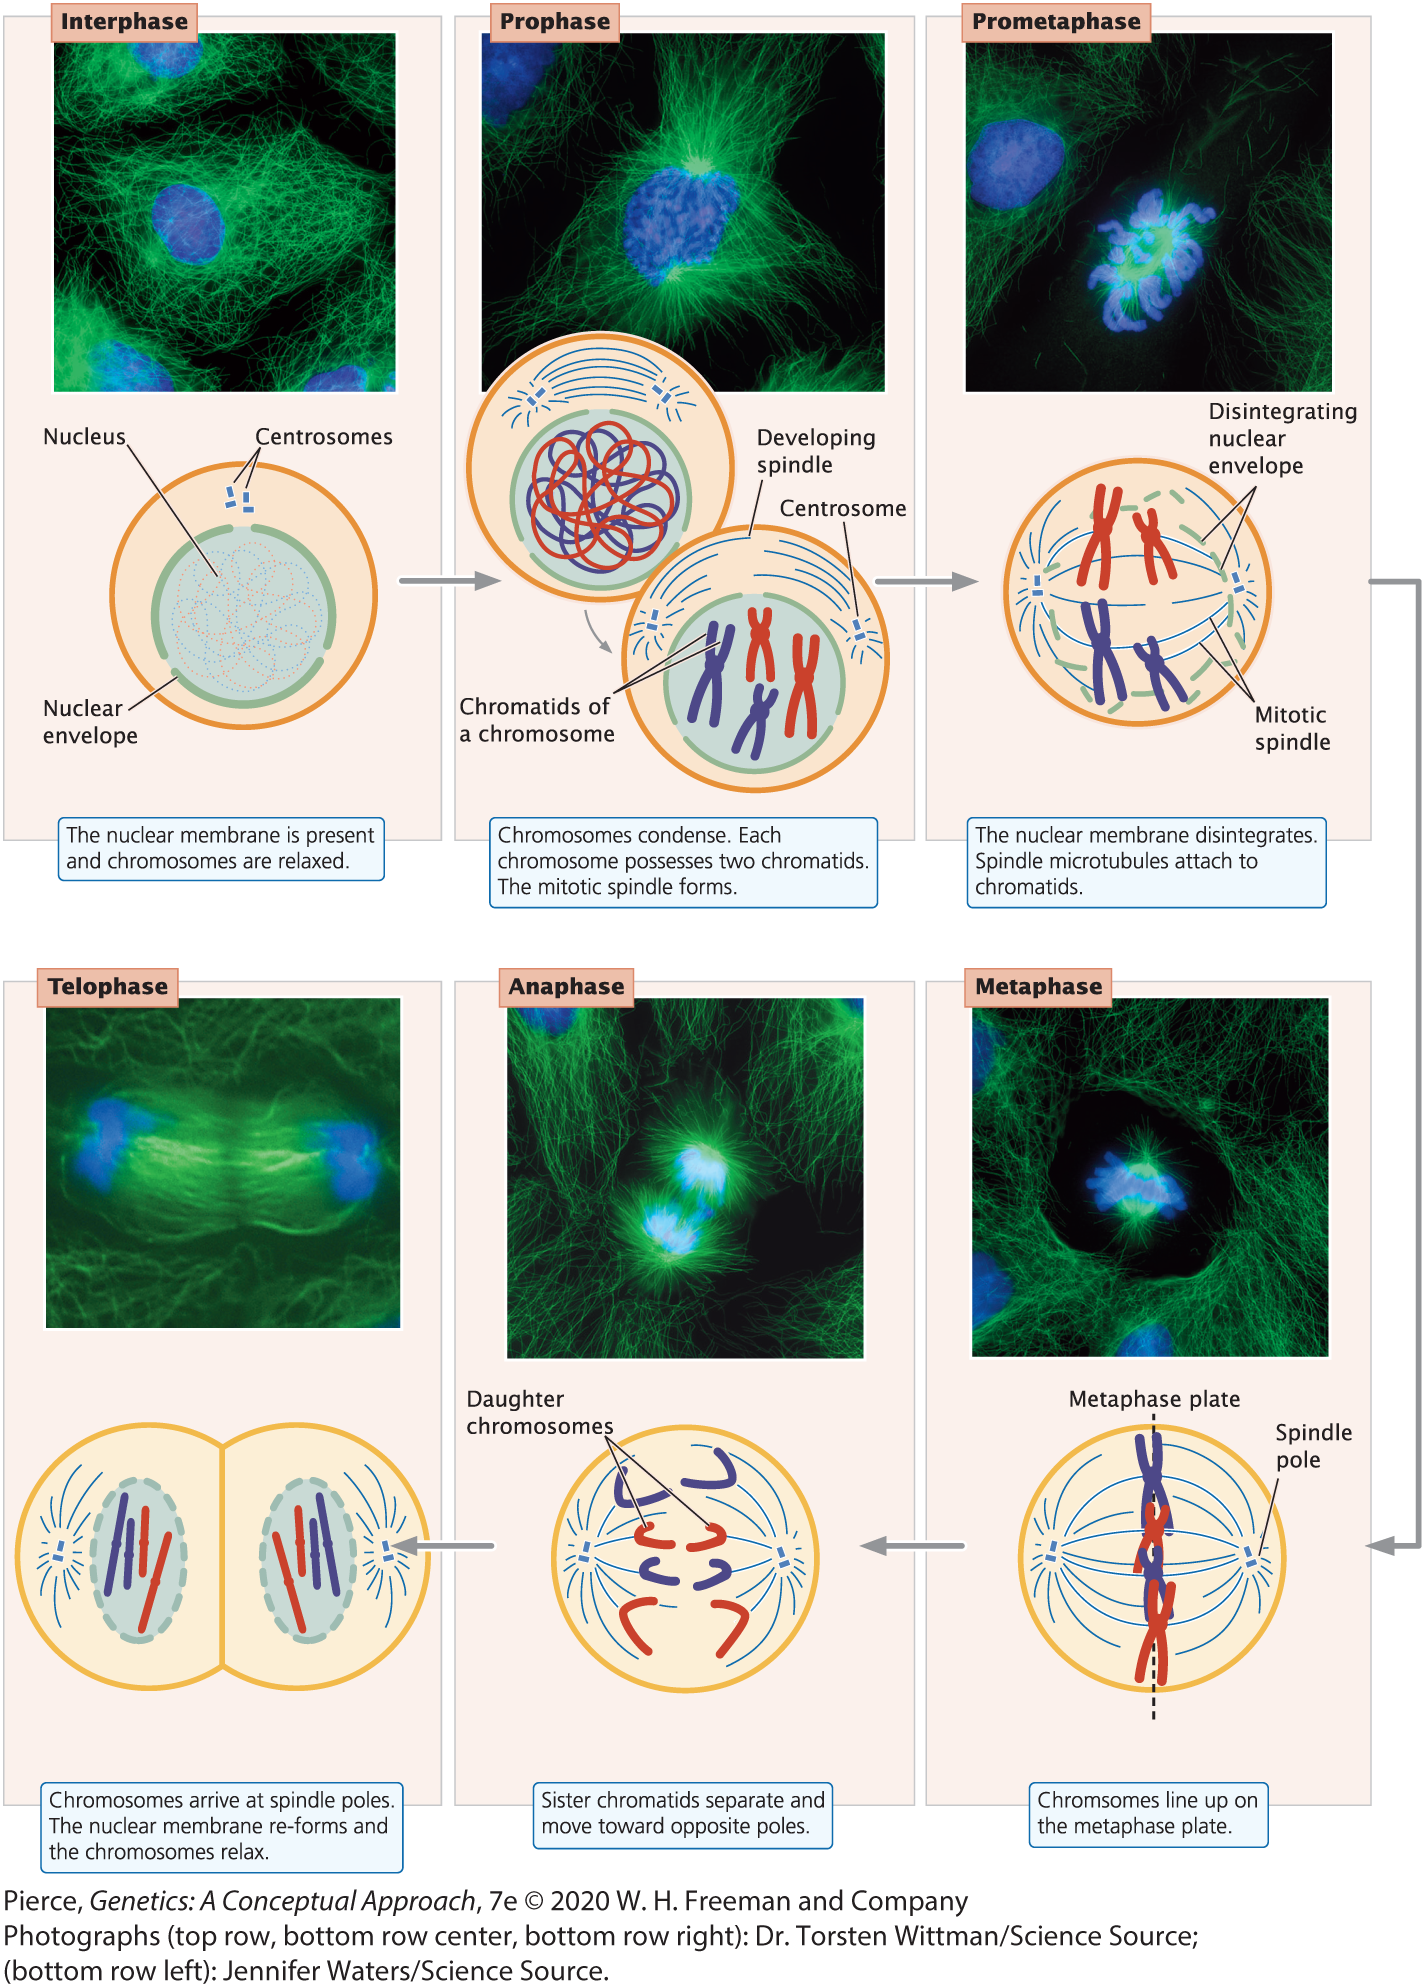 Interphase
Nucleus
Centrosomes
Nuclear
envelope
The nuclear membrane is present
and chromosomes are relaxed.
Prophase
Developing
spindle
Centrosome
Chromatids of
a chromosome
Chromosomes condense. Each
chromosome possesses two chromatids.
The mitotic spindle forms.
Prometaphase
Disintegrating
nuclear
envelope
Mitotic
spindle
The nuclear membrane disintegrates.
Spindle microtubules attach to
chromatids.
Metaphase
Metaphase plate
Spindle
pole
Chromsomes line up on
the metaphase plate.
Anaphase
Daughter
chromosomes
Sister chromatids separate and
move toward opposite poles.
Telophase
Chromosomes arrive at spindle poles.
The nuclear membrane re-forms and
the chromosomes relax.
Pierce, Genetics: A Conceptual Approach, 7e © 2020 W. H. Freeman and Company
Photographs (top row, bottom row center, bottom row right): Dr. Torsten Wittman/Science Source;
(bottom row left): Jennifer Waters/Science Source.